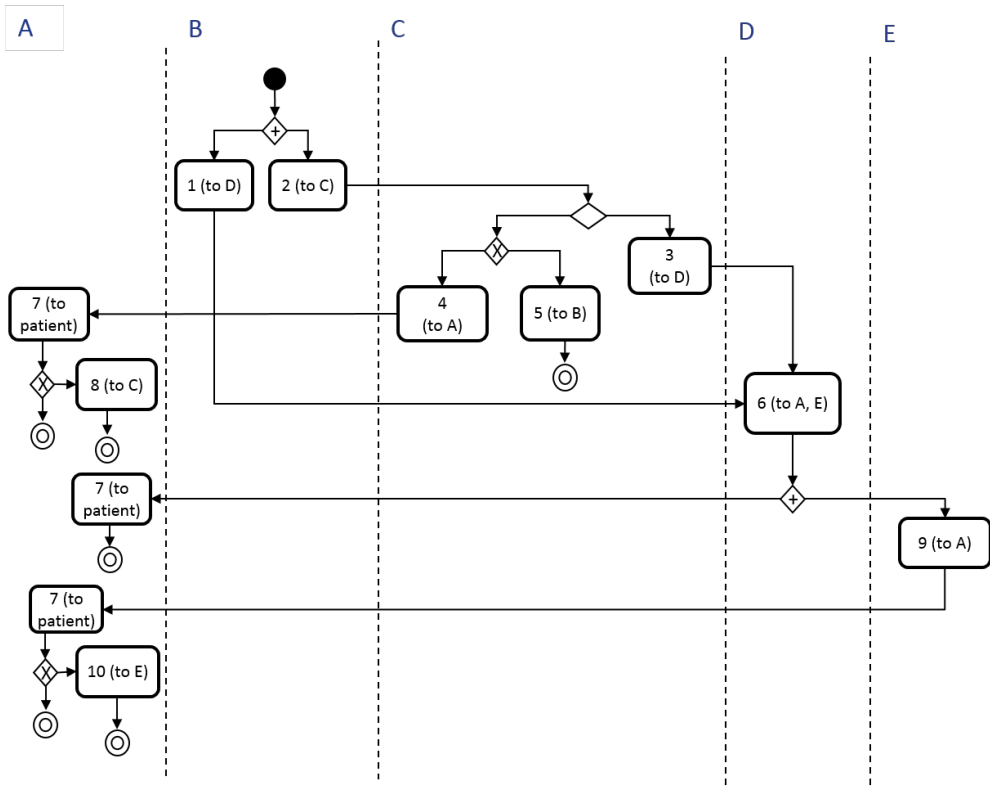 A
B
C
D
E
+
1 (to D)
2 (to C)
X
3
(to D)
4
(to A)
5 (to B)
7 (to
patient)
X
8 (to C)
6 (to A, E)
7 (to
patient)
+
9 (to A)
7 (to
patient)
X
10 (to E)